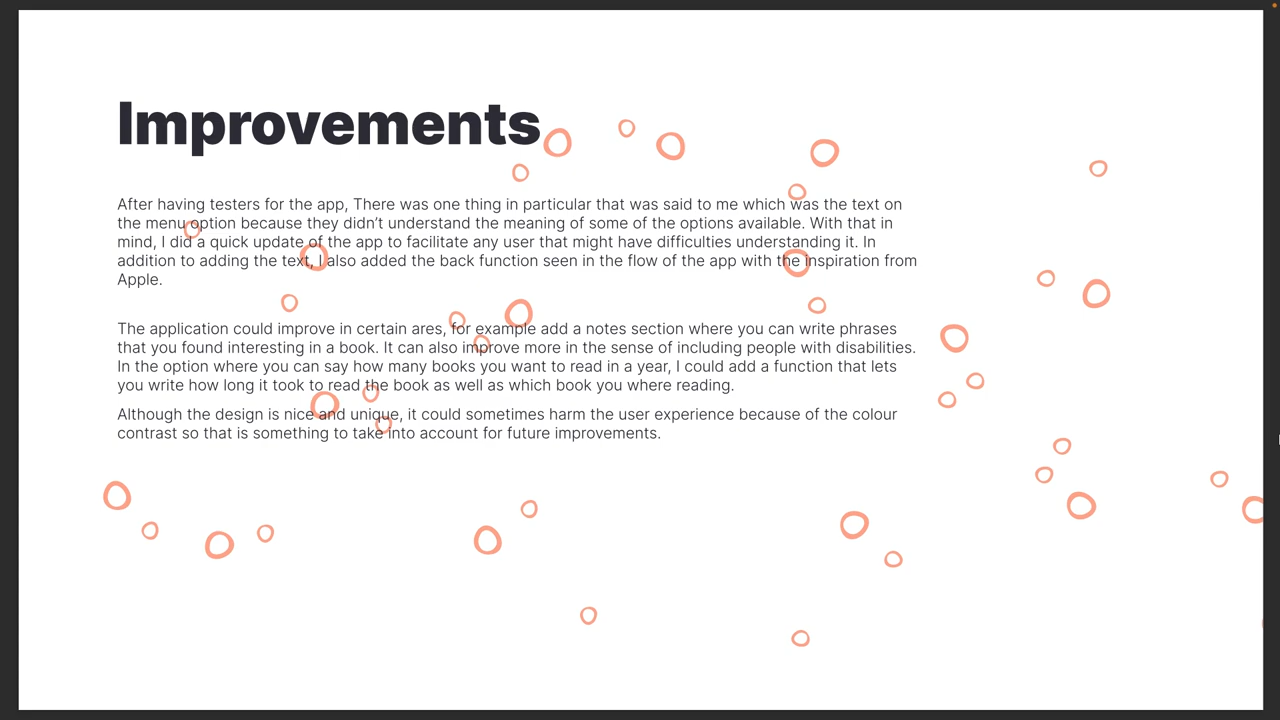 Improvements
After having testers for the app, There was one thing in particular that was said to me which was the text on
the menu option because they didn’t understand the meaning of some of the options available. With that in
mind, I did a quick update of the app to facilitate any user that might have difficulties understanding it. In
addition to adding the text, I also added the back function seen in the flow of the app with the inspiration from
Apple.
The application could improve in certain ares, for example add a notes section where you can write phrases
that you found interesting in a book. It can also improve more in the sense of including people with disabilities.
In the option where you can say how many books you want to read in a year, I could add a function that lets
you write how long it took to read the book as well as which book you where reading.
Although the design is nice and unique, it could sometimes harm the user experience because of the colour
contrast so that is something to take into account for future improvements.